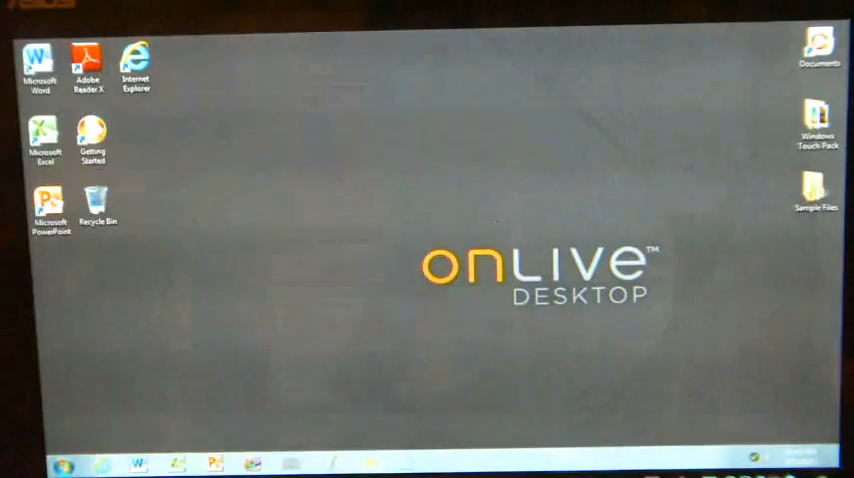 Microsoft
Word
Adobe
Reader X
Internet
Explorer
Documents
Microsoft
Excel
Getting
Started
Windows
Touch Pack
Microsoft
PowerPoint
Recycle Bin
Sample Files
onLIVE™
DESKTOP